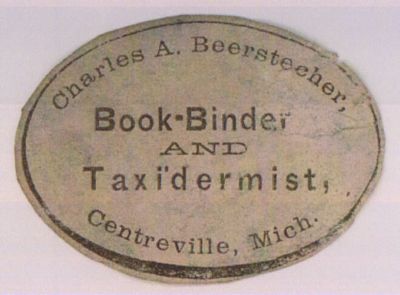 Charles A. Beerstecher,
Book-Binder
AND
Taxidermist,
Centreville, Mich.